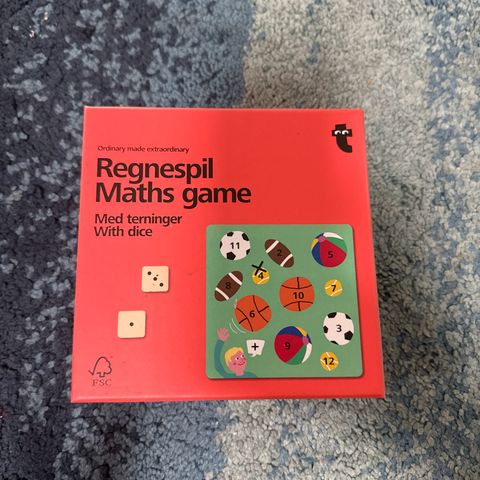 Ordinary made extraordinary
Regnespil
Maths game
Med terninger
With dice
11
2
5
4
8
10
7
6
3
+
9
12
FSC